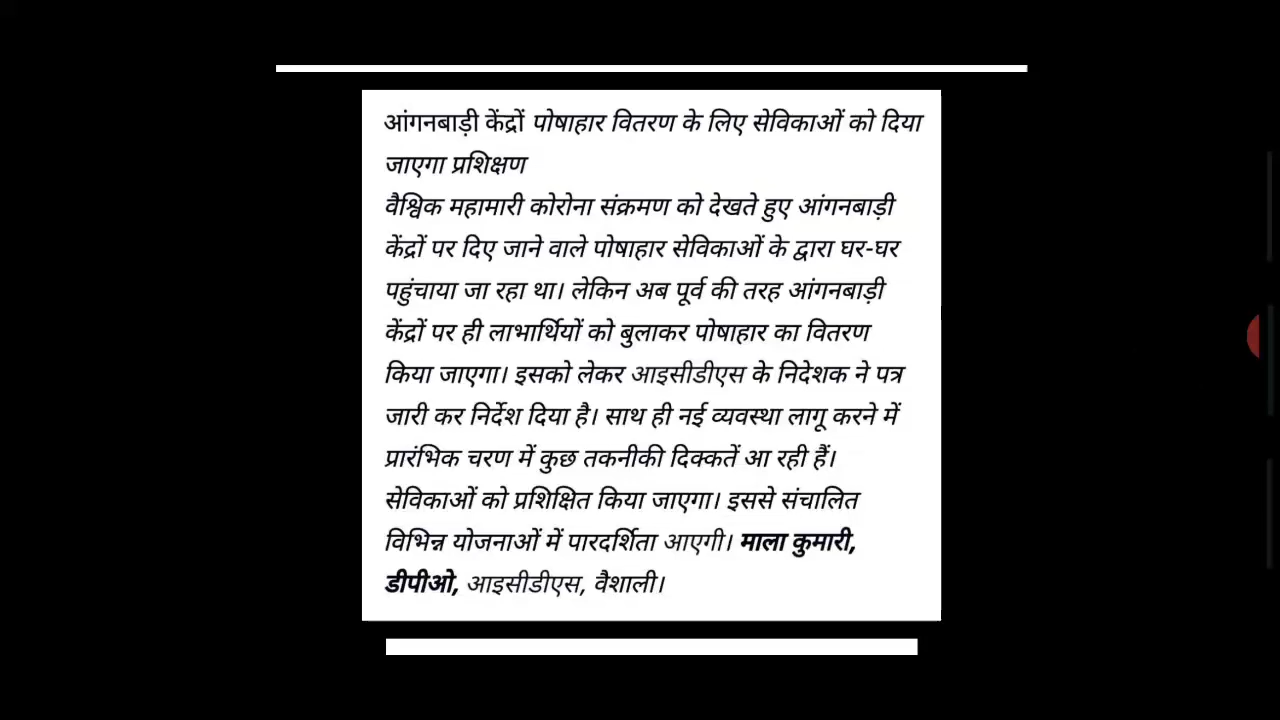 आंगनबाड़ी केंद्रों पोषाहार वितरण के लिए सेविकाओं को दिया
जाएगा प्रशिक्षण
वैश्विक महामारी कोरोना संक्रमण को देखते हुए आंगनबाड़ी
केंद्रों पर दिए जाने वाले पोषाहार सेविकाओं के द्वारा घर-घर
पहुंचाया जा रहा था। लेकिन अब पूर्व की तरह आंगनबाड़ी
केंद्रों पर ही लाभार्थियों को बुलाकर पोषाहार का वितरण
किया जाएगा। इसको लेकर आइसीडीएस के निदेशक ने पत्र
जारी कर निर्देश दिया है। साथ ही नई व्यवस्था लागू करने में
प्रारंभिक चरण में कुछ तकनीकी दिक्कतें आ रही हैं।
सेविकाओं को प्रशिक्षित किया जाएगा। इससे संचालित
विभिन्न योजनाओं में पारदर्शिता आएगी। माला कुमारी,
डीपीओ, आइसीडीएस, वैशाली।